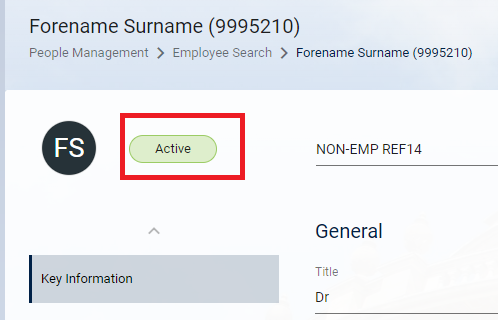 Forename Surname (9995210)
People Management > Employee Search > Forename Surname (9995210)
FS
Active
NON-EMP REF14
General
Key Information
Title
Dr